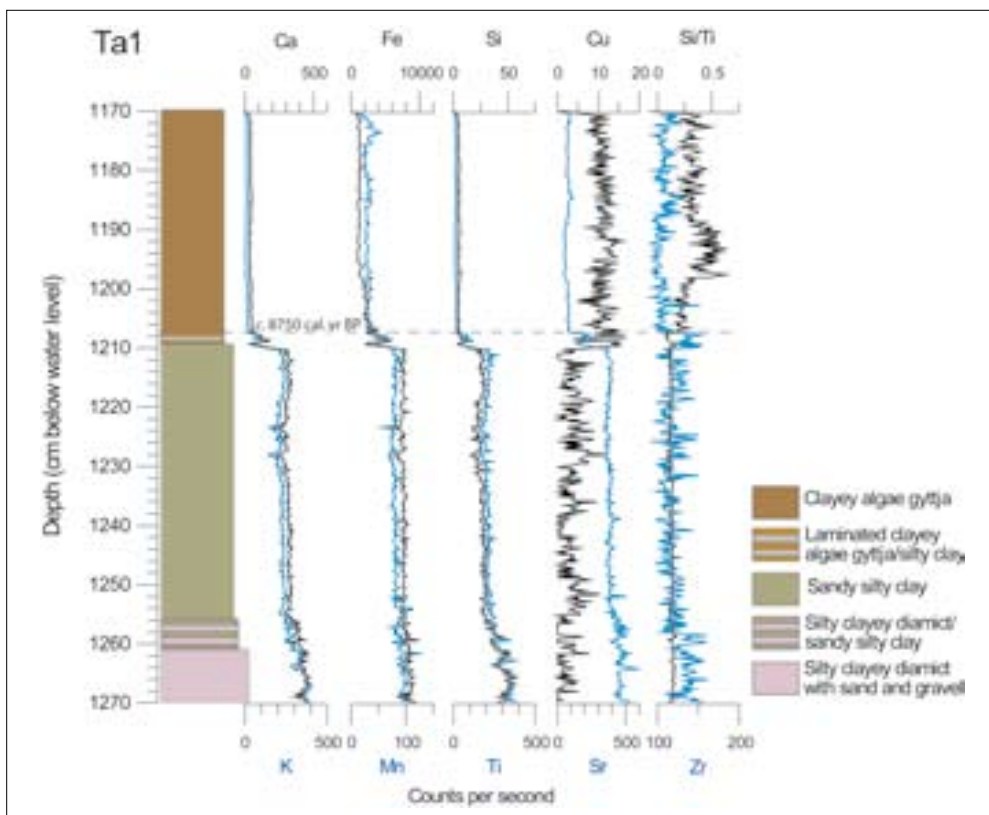 Ta1
Ca Fe Si Cu Si/Ti
0 500 0 10000 0 50 0 10 20 0 0.5
1170
1180
1190
1200
c. 8750 cal. yr BP
1210
1220
1230
1240
1250
1260
1270
Depth (cm below water level)
Clayey algae gyttja
Laminated clayey
algae gyttja/silty clay
Sandy silty clay
Silty clayey diamict/
sandy silty clay
Silty clayey diamict
with sand and gravell
0 500 0 100 0 500 0 500 100 200
K Mn Ti Sr Zr
Counts per second